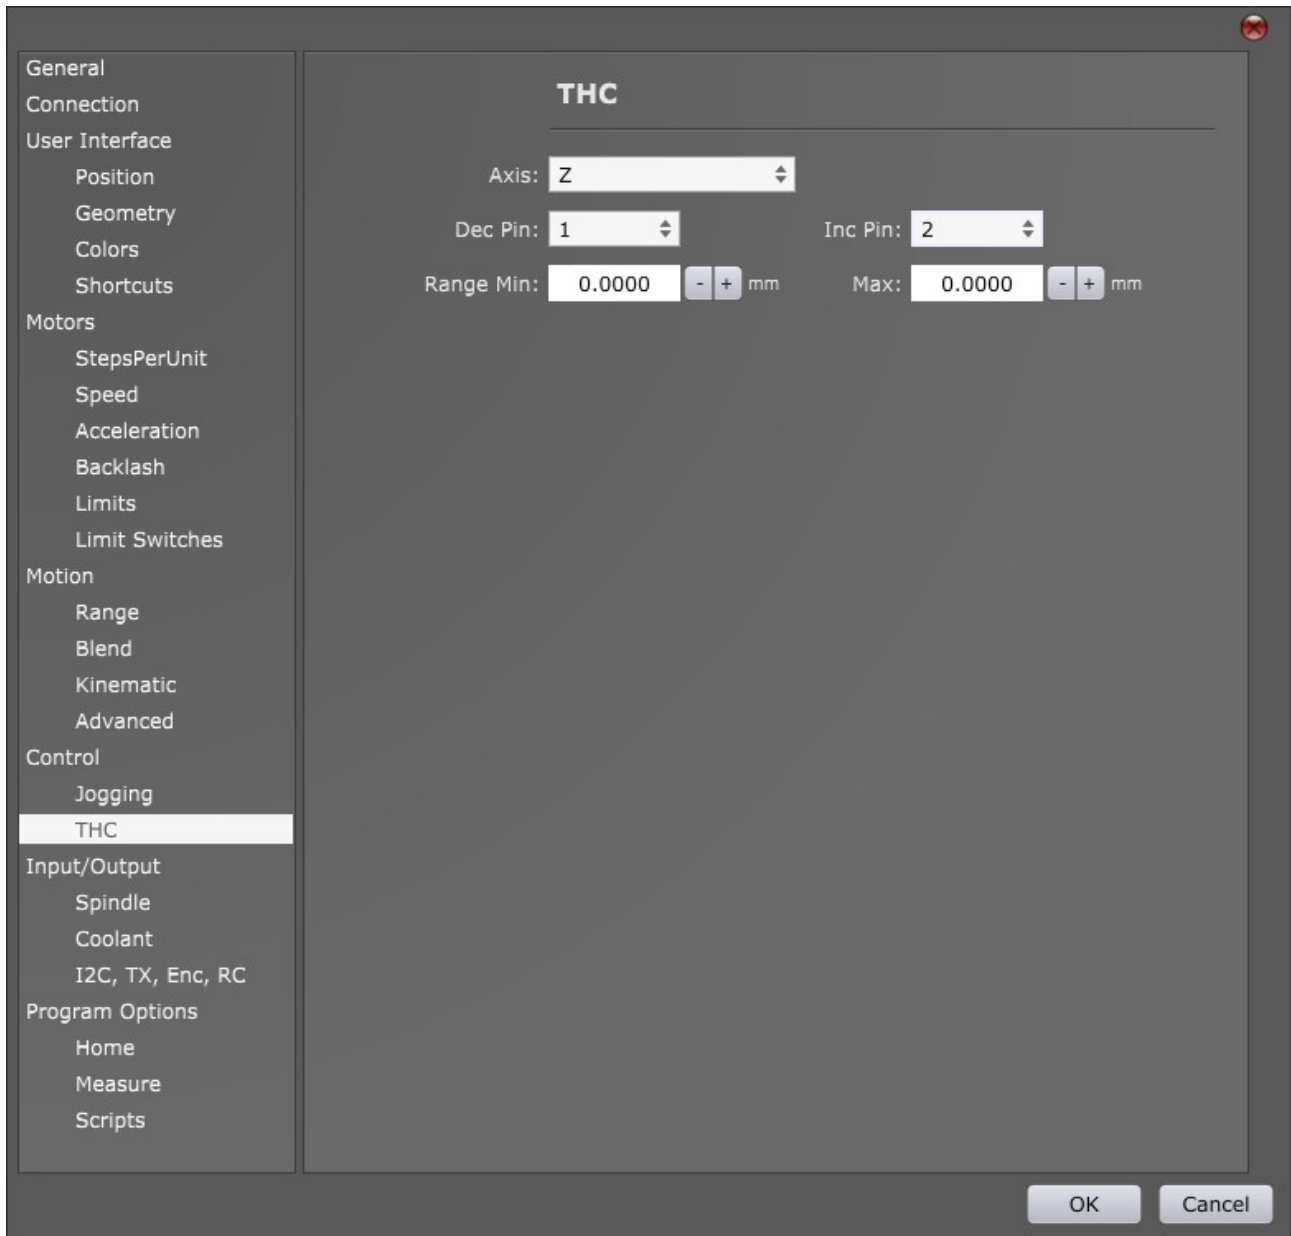 General
Connection
User Interface
Position
Geometry
Colors
Shortcuts
Motors
StepsPerUnit
Speed
Acceleration
Backlash
Limits
Limit Switches
Motion
Range
Blend
Kinematic
Advanced
Control
Jogging
THC
Input/Output
Spindle
Coolant
I2C, TX, Enc, RC
Program Options
Home
Measure
Scripts
THC
Axis: Z
Dec Pin: 1 Inc Pin: 2
Range Min: 0.0000 - + mm Max: 0.0000 - + mm
OK Cancel